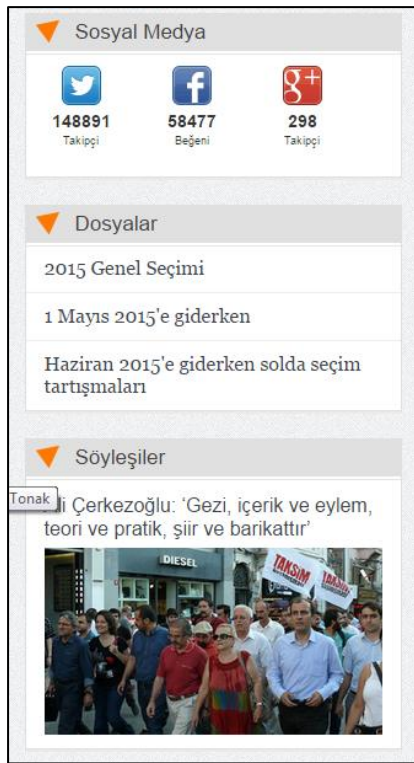 Sosyal Medya
148891 58477 298
Takipçi Beğeni Takipçi
Dosyalar
2015 Genel Seçimi
1 Mayıs 2015'e giderken
Haziran 2015'e giderken solda seçim
tartışmaları
Söyleşiler
Tonak
li Çerkezoğlu: ‘Gezi, içerik ve eylem,
teori ve pratik, şiir ve barikattır’
DIESEL
TAKSİM